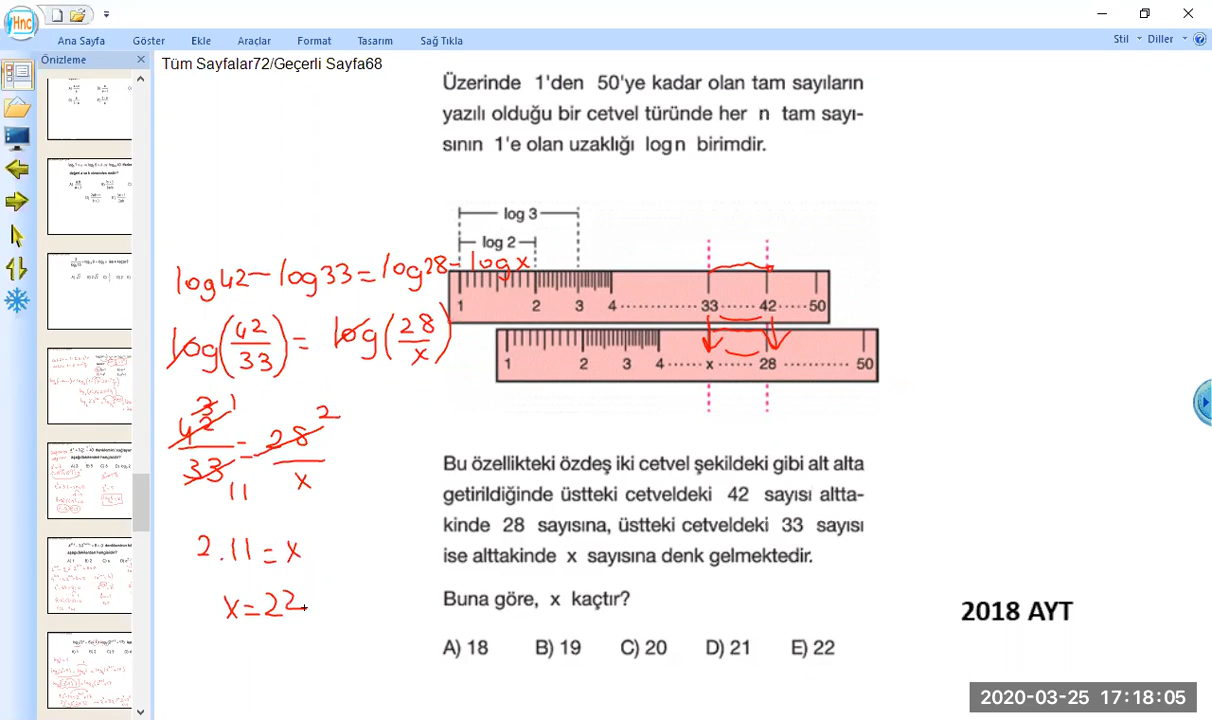 Hnc
Ana Sayfa Göster Ekle Araçlar Format Tasarım Sağ Tıkla
Stil Diller
Önizleme
Tüm Sayfalar72/Geçerli Sayfa68
Üzerinde 1'den 50'ye kadar olan tam sayıların
yazılı olduğu bir cetvel türünde her n tam sayı-
sının 1'e olan uzaklığı log n birimdir.
log 3
log 2
log42 - log33 = log28 - log x
1 2 3 4 33 42 50
log(42/33) = log(28/x)
1 2 3 4 x 28 50
3 1 2
42/33 = 28/x
11
2.11 = x
x = 22
Bu özellikteki özdeş iki cetvel şekildeki gibi alt alta
getirildiğinde üstteki cetveldeki 42 sayısı altta-
kinde 28 sayısına, üstteki cetveldeki 33 sayısı
ise alttakinde x sayısına denk gelmektedir.
Buna göre, x kaçtır?
A) 18 B) 19 C) 20 D) 21 E) 22
2018 AYT
2020-03-25 17:18:05